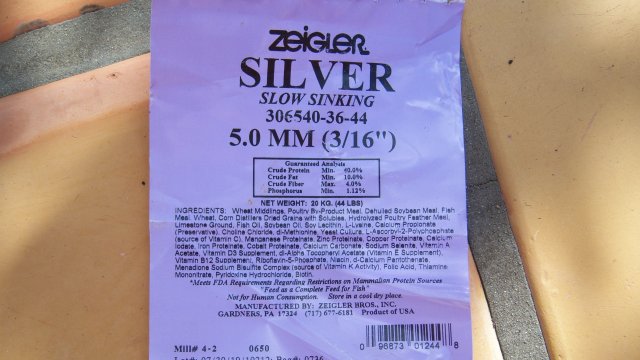 Zeigler
SILVER
SLOW SINKING
306540-36-44
5.0 MM (3/16")
Guaranteed Analysis
Crude Protein Min. 40.0%
Crude Fat Min. 10.0%
Crude Fiber Max. 4.0%
Phosphorus Min. 1.12%
NET WEIGHT: 20 KG. (44 LBS)
INGREDIENTS: Wheat Middlings, Poultry By-Product Meal, Dehulled Soybean Meal, Fish
Meal, Wheat, Corn Distillers Dried Grains with Solubles, Hydrolyzed Poultry Feather Meal,
Limestone Ground, Fish Oil, Soybean Oil, Soy Lecithin, L-Lysine, Calcium Propionate
(Preservative), Choline Chloride, dl-Methionine, Yeast Culture, L-Ascorbyl-2-Polyphosphate
(source of Vitamin C), Manganese Proteinate, Zinc Proteinate, Copper Proteinate, Calcium
Iodate, Iron Proteinate, Cobalt Proteinate, Calcium Carbonate, Sodium Selenite, Vitamin A
Acetate, Vitamin D3 Supplement, d-Alpha Tocopheryl Acetate (Vitamin E Supplement),
Vitamin B12 Supplement, Riboflavin-5-Phosphate, Niacin, d-Calcium Pantothenate,
Menadione Sodium Bisulfite Complex (source of Vitamin K Activity), Folic Acid, Thiamine
Mononitrate, Pyridoxine Hydrochloride, Biotin.
*Meets FDA Requirements Regarding Restrictions on Mammalian Protein Sources
"Feed as a Complete Feed for Fish"
Not for Human Consumption. Store in a cool dry place.
MANUFACTURED BY: ZEIGLER BROS., INC.
GARDNERS, PA 17324 (717) 677-6181 Product of USA
Mill# 4-2 0650
0 96873 01244 8